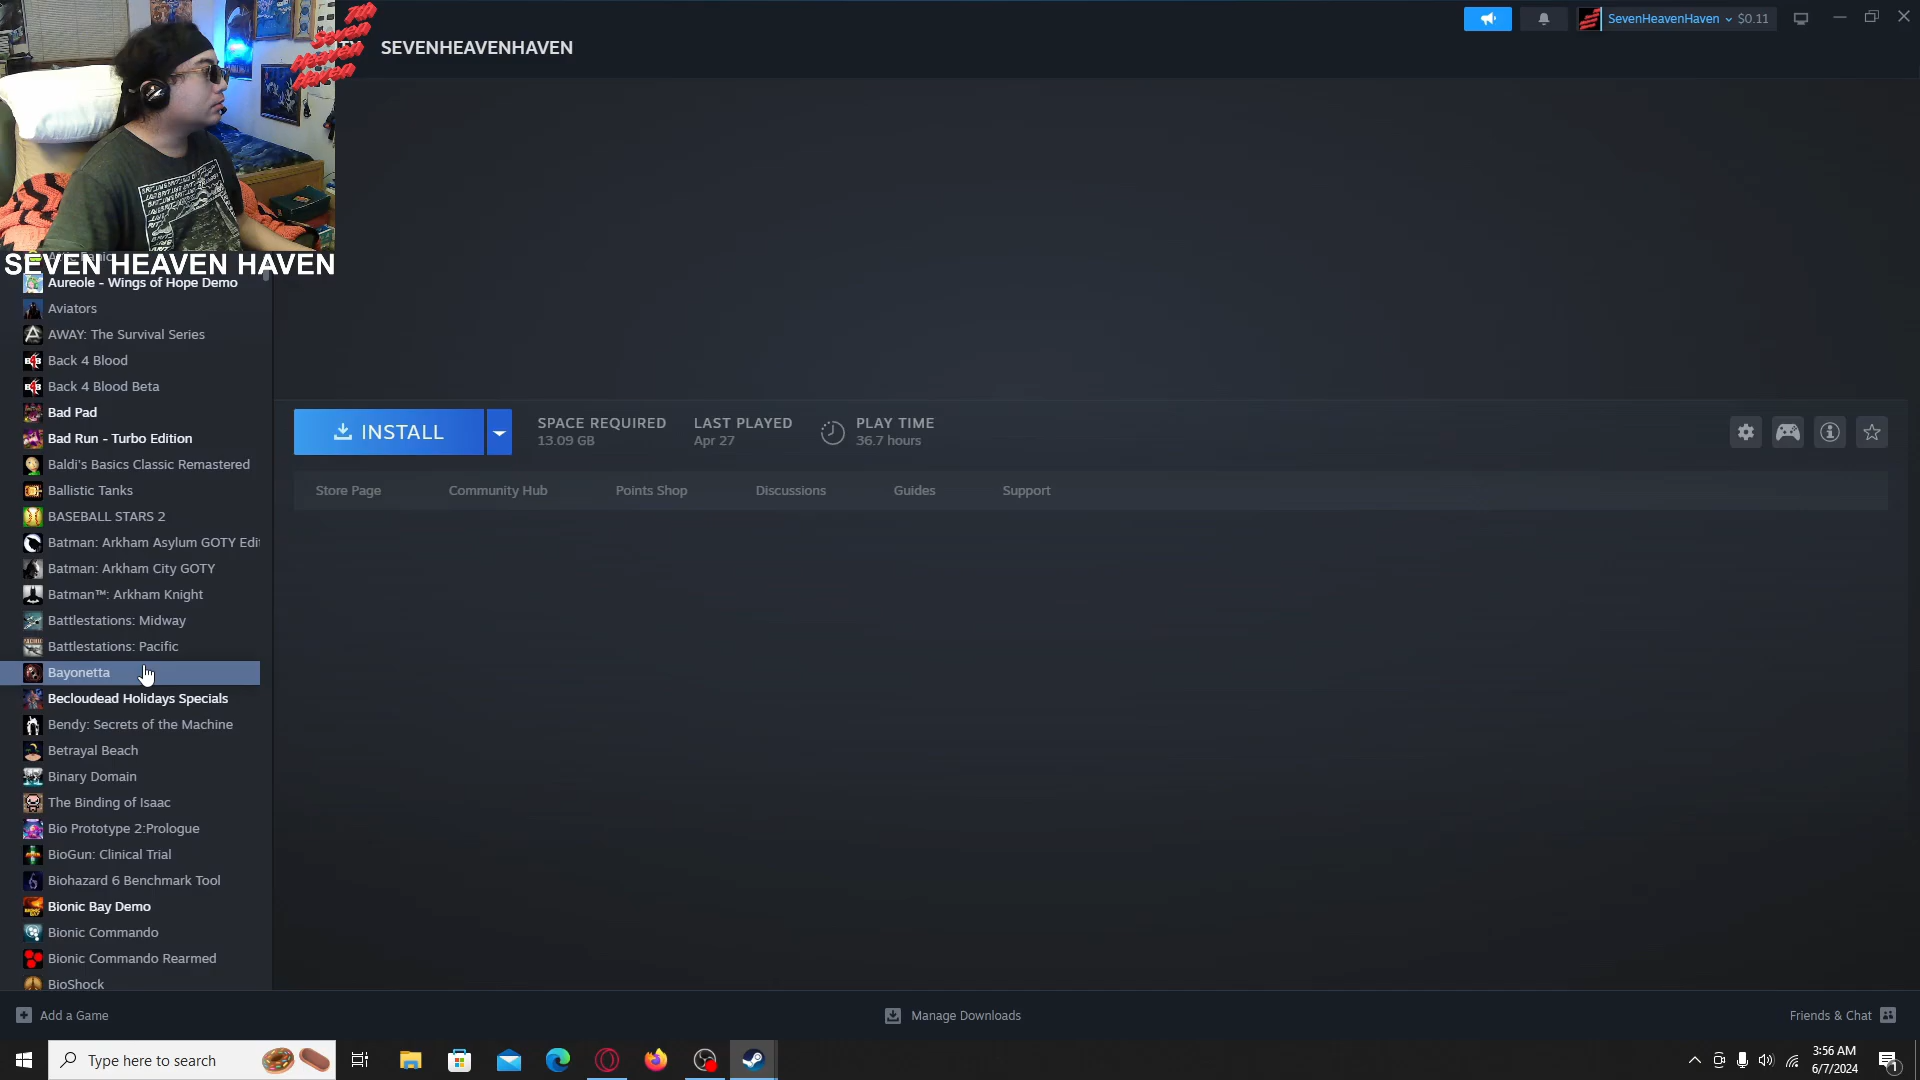 7th
Seven
Heaven
Haven
SEVENHEAVENHAVEN
SevenHeavenHaven
$0.11
SEVEN HEAVEN HAVEN
Aureole - Wings of Hope Demo
Aviators
AWAY: The Survival Series
Back 4 Blood
Back 4 Blood Beta
Bad Pad
Bad Run - Turbo Edition
Baldi's Basics Classic Remastered
Ballistic Tanks
BASEBALL STARS 2
Batman: Arkham Asylum GOTY Edi
Batman: Arkham City GOTY
Batman™: Arkham Knight
Battlestations: Midway
Battlestations: Pacific
Bayonetta
Becloudead Holidays Specials
Bendy: Secrets of the Machine
Betrayal Beach
Binary Domain
The Binding of Isaac
Bio Prototype 2:Prologue
BioGun: Clinical Trial
Biohazard 6 Benchmark Tool
Bionic Bay Demo
Bionic Commando
Bionic Commando Rearmed
BioShock
INSTALL
SPACE REQUIRED
13.09 GB
LAST PLAYED
Apr 27
PLAY TIME
36.7 hours
Store Page
Community Hub
Points Shop
Discussions
Guides
Support
Add a Game
Manage Downloads
Friends & Chat
Type here to search
3:56 AM
6/7/2024
1